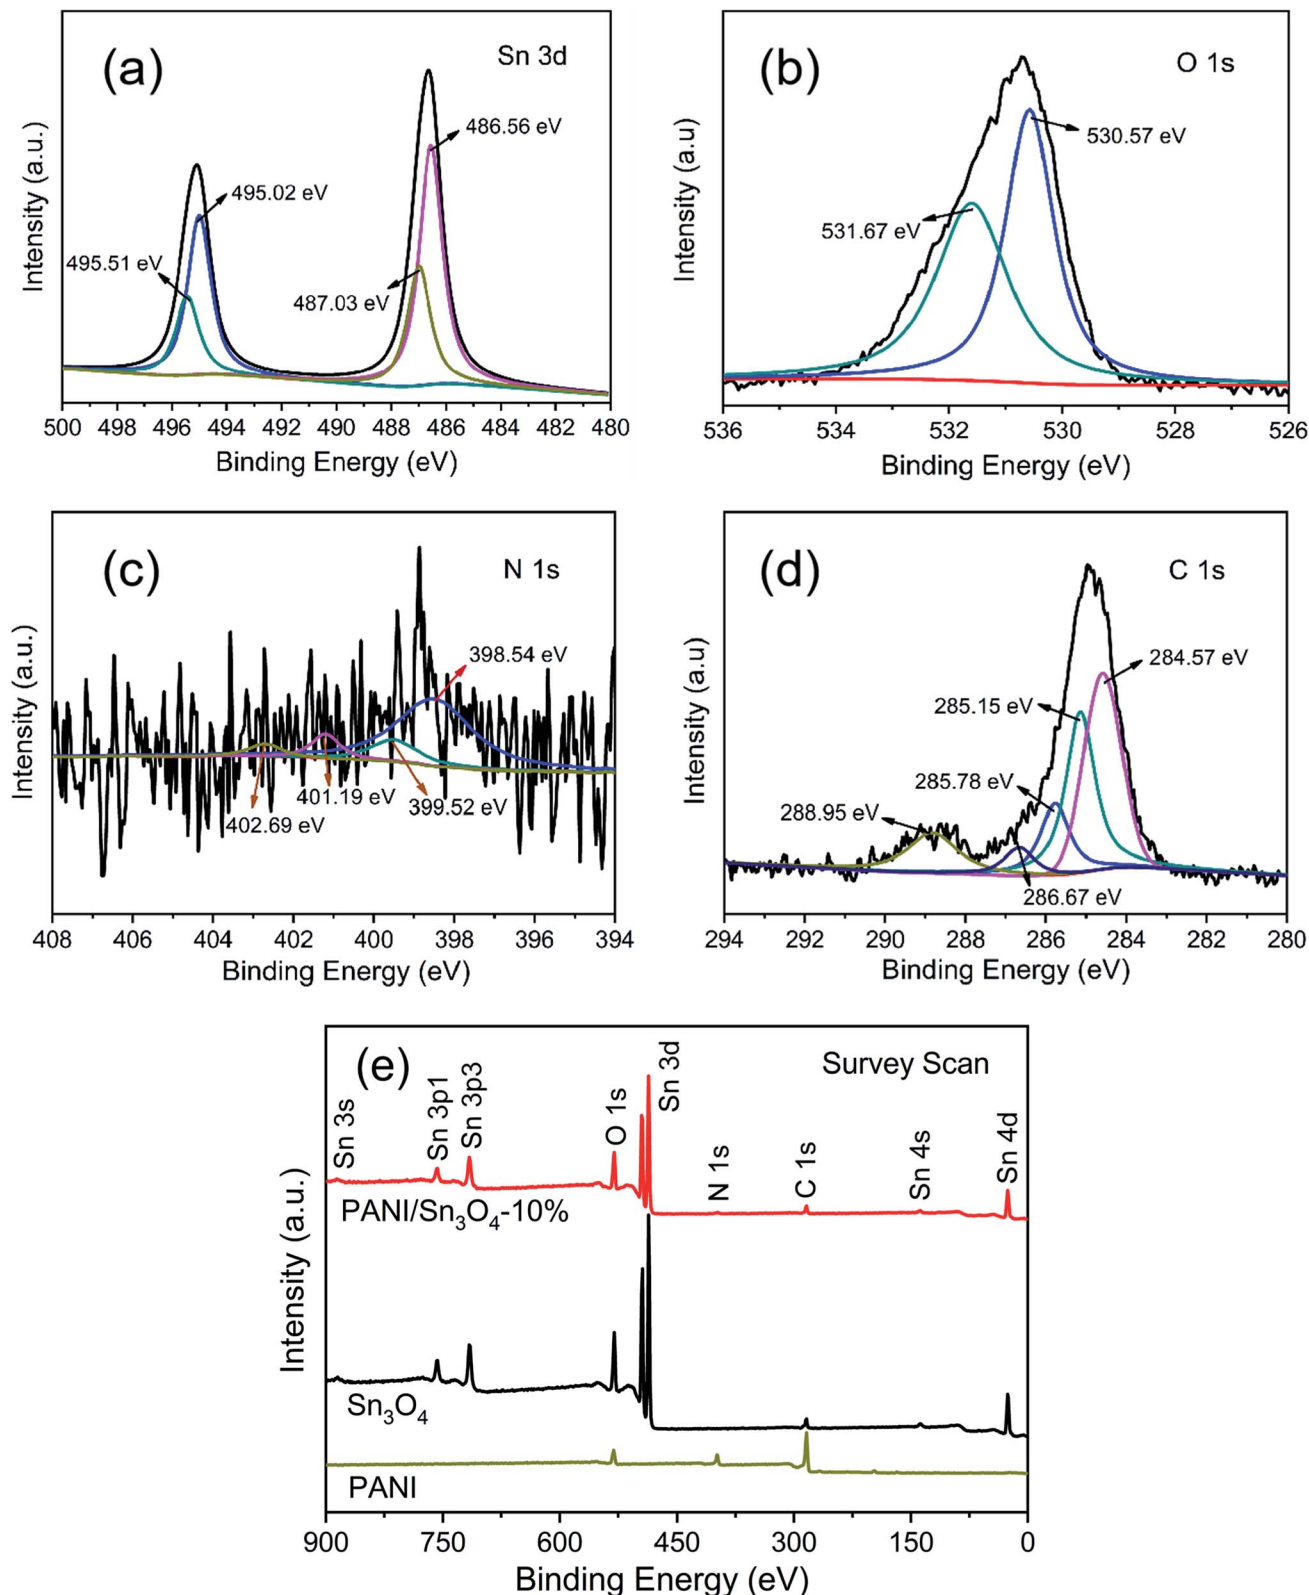 (a)
Sn 3d
486.56 eV
495.02 eV
495.51 eV
487.03 eV
Intensity (a.u.)
500 498 496 494 492 490 488 486 484 482 480
Binding Energy (eV)
(b)
O 1s
530.57 eV
531.67 eV
Intensity (a.u)
536 534 532 530 528 526
Binding Energy (eV)
(c)
N 1s
398.54 eV
401.19 eV
399.52 eV
402.69 eV
Intensity (a.u.)
408 406 404 402 400 398 396 394
Binding Energy (eV)
(d)
C 1s
284.57 eV
285.15 eV
285.78 eV
288.95 eV
286.67 eV
Intensity (a.u)
294 292 290 288 286 284 282 280
Binding Energy (eV)
(e)
Survey Scan
Sn 3s
Sn 3p1
Sn 3p3
O 1s
Sn 3d
N 1s
C 1s
Sn 4s
Sn 4d
PANI/Sn₃O₄-10%
Sn₃O₄
PANI
Intensity (a.u.)
900 750 600 450 300 150 0
Binding Energy (eV)